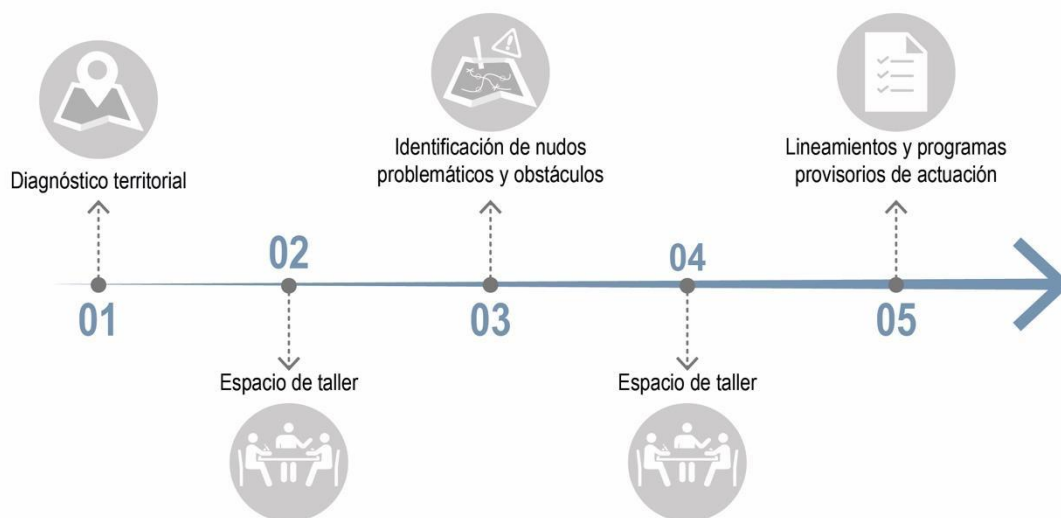 Diagnóstico territorial
01
02
Espacio de taller
Identificación de nudos
problemáticos y obstáculos
03
04
Espacio de taller
Lineamientos y programas
provisorios de actuación
05